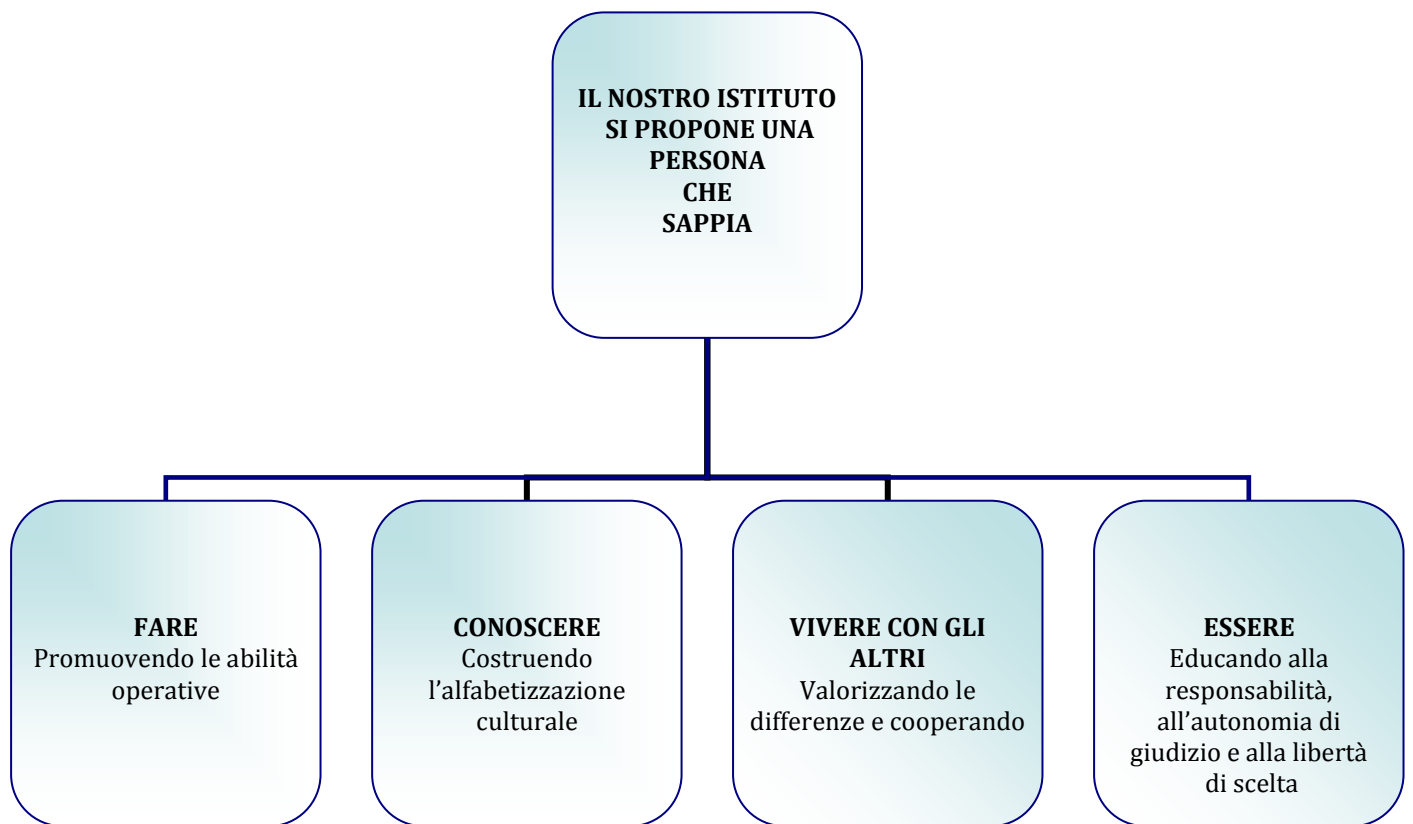 IL NOSTRO ISTITUTO
SI PROPONE UNA
PERSONA
CHE
SAPPIA
FARE
Promuovendo le abilità
operative
CONOSCERE
Costruendo
l’alfabetizzazione
culturale
VIVERE CON GLI
ALTRI
Valorizzando le
differenze e cooperando
ESSERE
Educando alla
responsabilità,
all’autonomia di
giudizio e alla libertà
di scelta